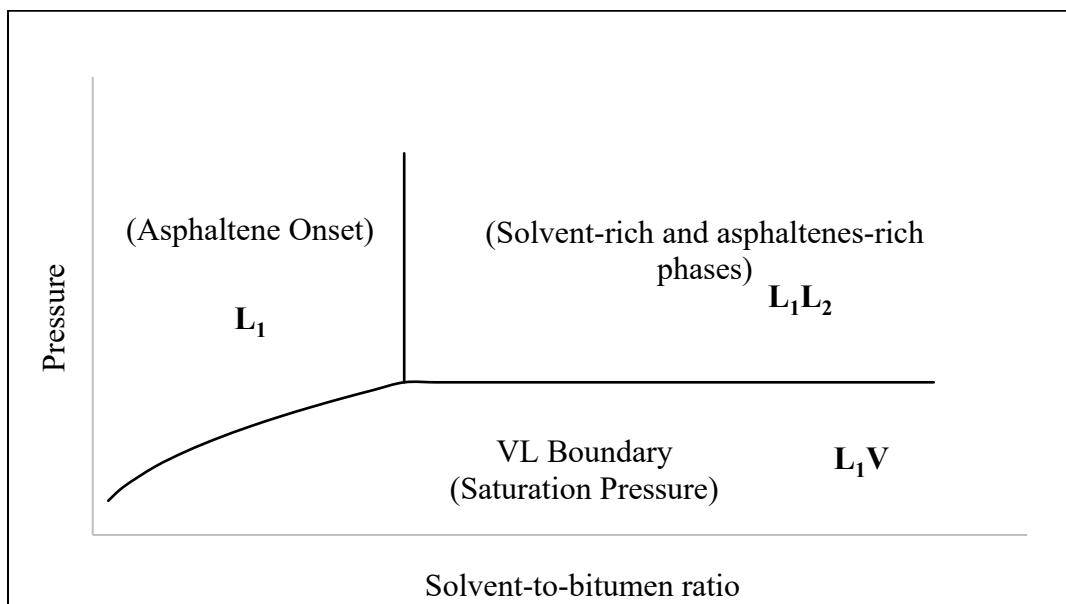 (Asphaltene Onset)
(Solvent-rich and asphaltenes-rich
phases)
L₁L₂
L₁
Pressure
VL Boundary
(Saturation Pressure)
L₁V
Solvent-to-bitumen ratio